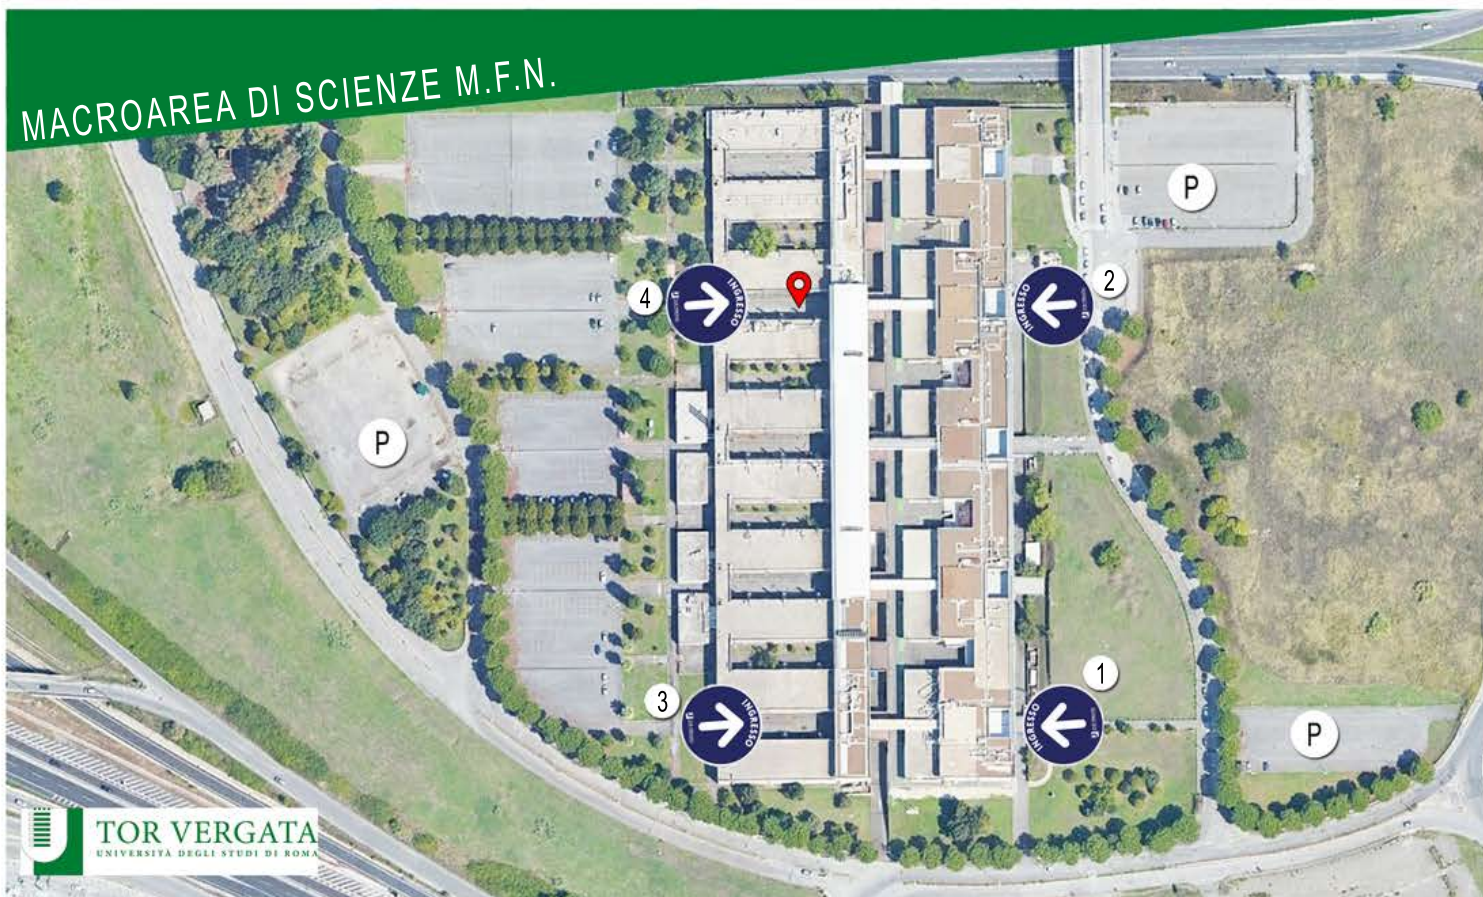 MACROAREA DI SCIENZE M.F.N.
P
4
INGRESSO
2
INGRESSO
P
3
INGRESSO
1
INGRESSO
P
TOR VERGATA
UNIVERSITÀ DEGLI STUDI DI ROMA